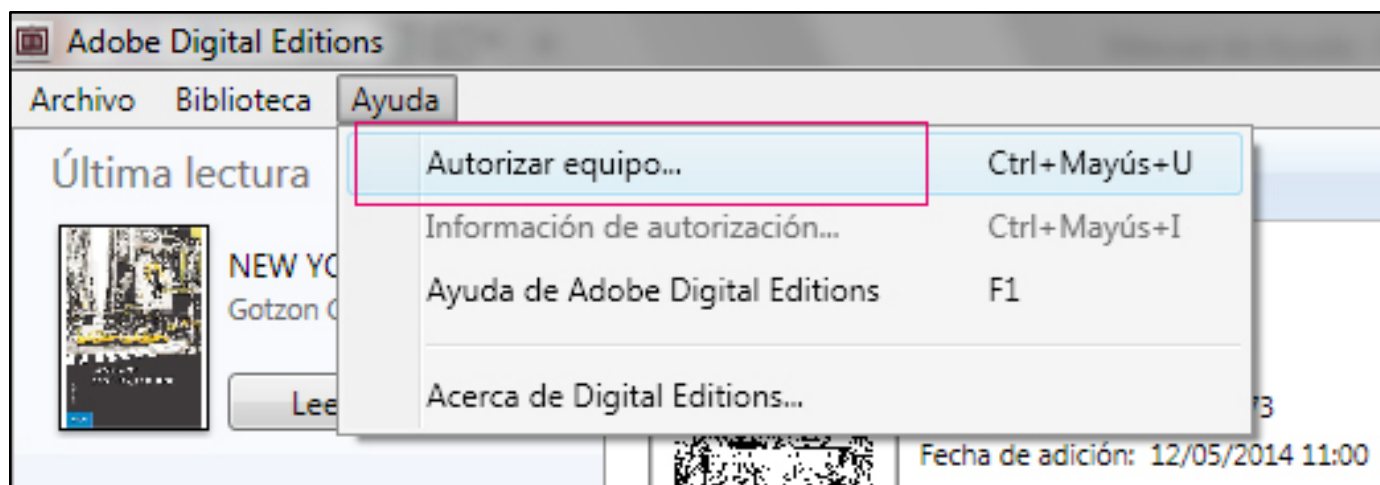 Adobe Digital Editions
Archivo Biblioteca Ayuda
Última lectura
Autorizar equipo... Ctrl+Mayús+U
Información de autorización... Ctrl+Mayús+I
NEW YO
Gotzon
Ayuda de Adobe Digital Editions F1
Lee
Acerca de Digital Editions...
73
Fecha de adición: 12/05/2014 11:00